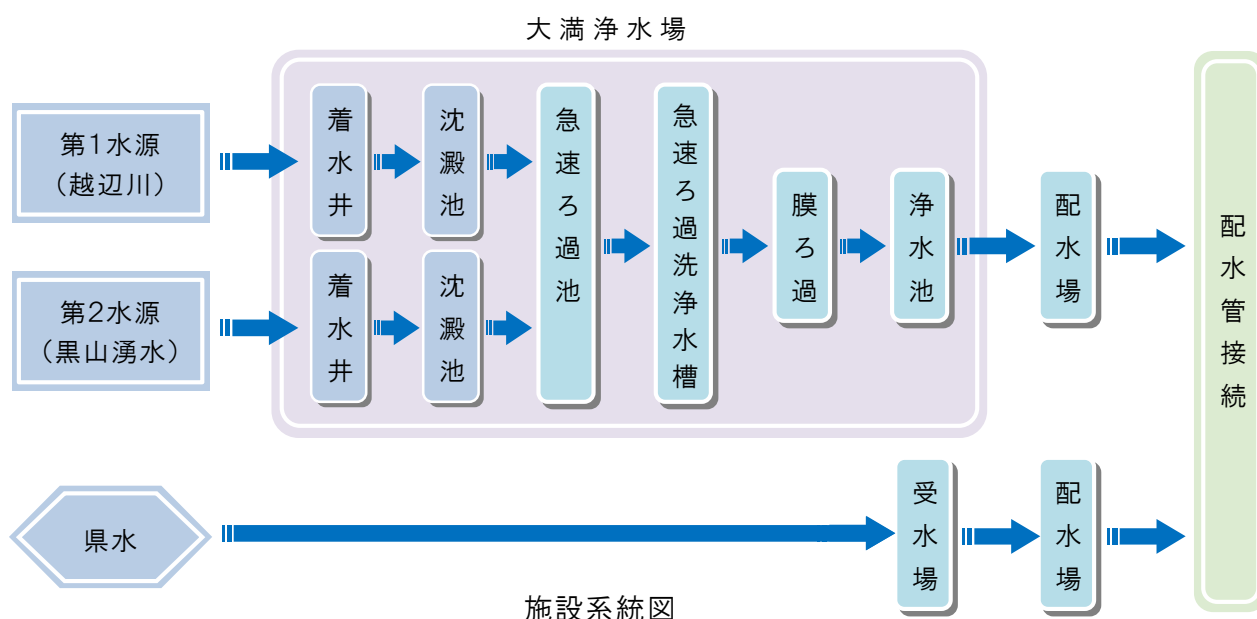 大満浄水場
第1水源
（越辺川）
着水井
沈澱池
急速ろ過池
急速ろ過洗浄水槽
膜ろ過
浄水池
配水場
配水管接続
第2水源
（黒山湧水）
着水井
沈澱池
県水
受水場
配水場
施設系統図